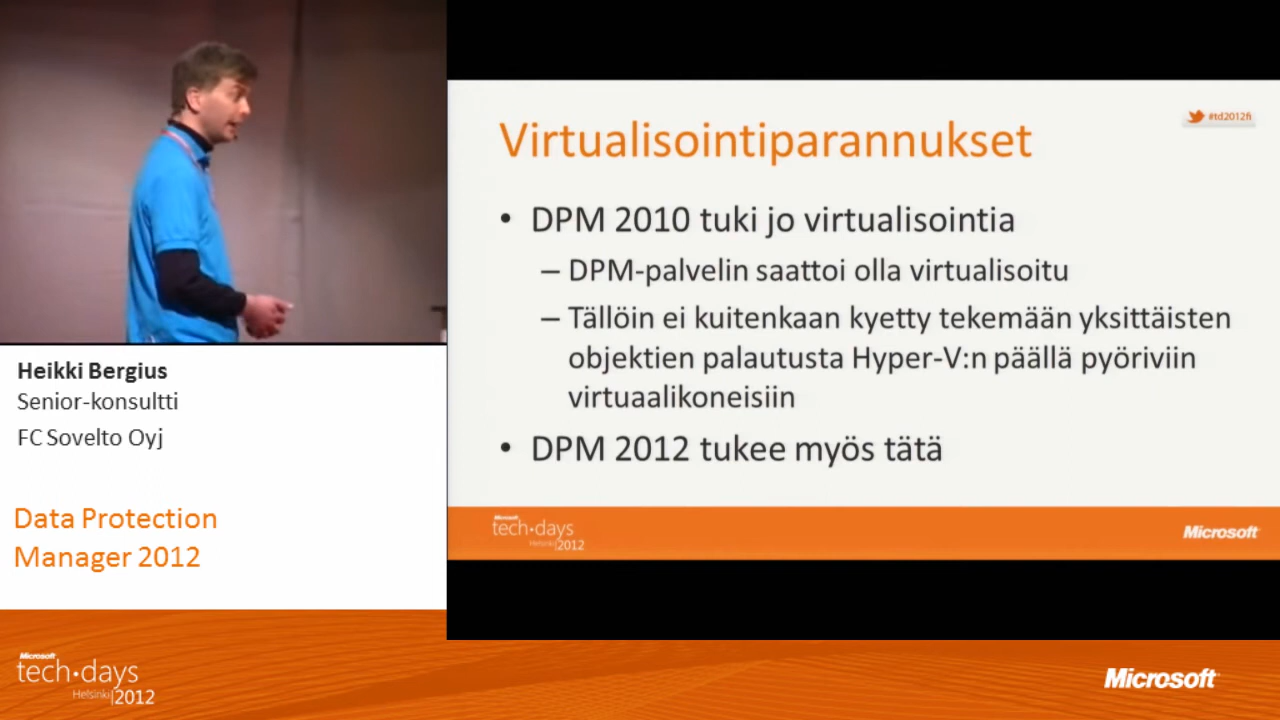 Virtualisointiparannukset
#td2012fi
• DPM 2010 tuki jo virtualisointia
– DPM-palvelin saattoi olla virtualisoitu
– Tällöin ei kuitenkaan kyetty tekemään yksittäisten
objektien palautusta Hyper-V:n päällä pyöriviin
virtuaalikoneisiin
• DPM 2012 tukee myös tätä
Microsoft
tech·days
Helsinki|2012
Microsoft
Heikki Bergius
Senior-konsultti
FC Sovelto Oyj
Data Protection
Manager 2012
Microsoft
tech·days
Helsinki|2012
Microsoft